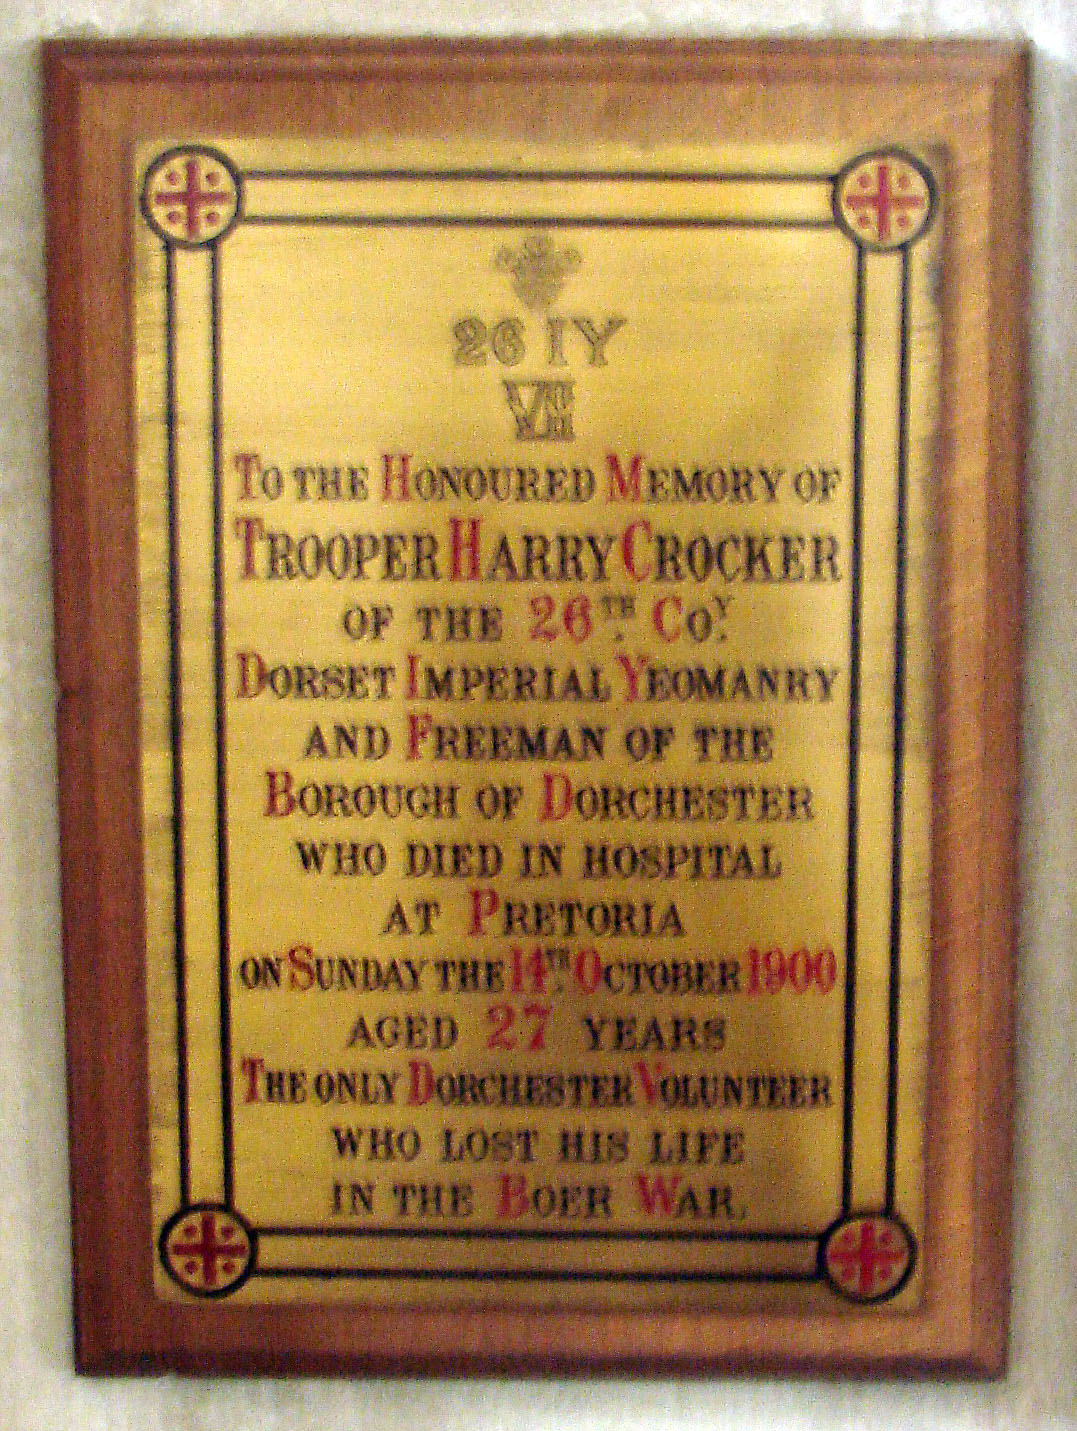 26 IY
VII
TO THE HONOURED MEMORY OF
TROOPER HARRY CROCKER
OF THE 26TH. COY.
DORSET IMPERIAL YEOMANRY
AND FREEMAN OF THE
BOROUGH OF DORCHESTER
WHO DIED IN HOSPITAL
AT PRETORIA
ON SUNDAY THE 14TH. OCTOBER 1900
AGED 27 YEARS
THE ONLY DORCHESTER VOLUNTEER
WHO LOST HIS LIFE
IN THE BOER WAR.